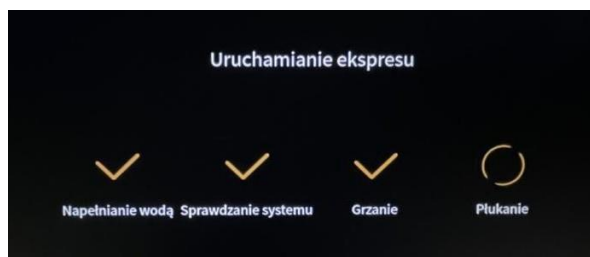 Uruchamianie ekspresu
Napełnianie wodą Sprawdzanie systemu Grzanie Płukanie